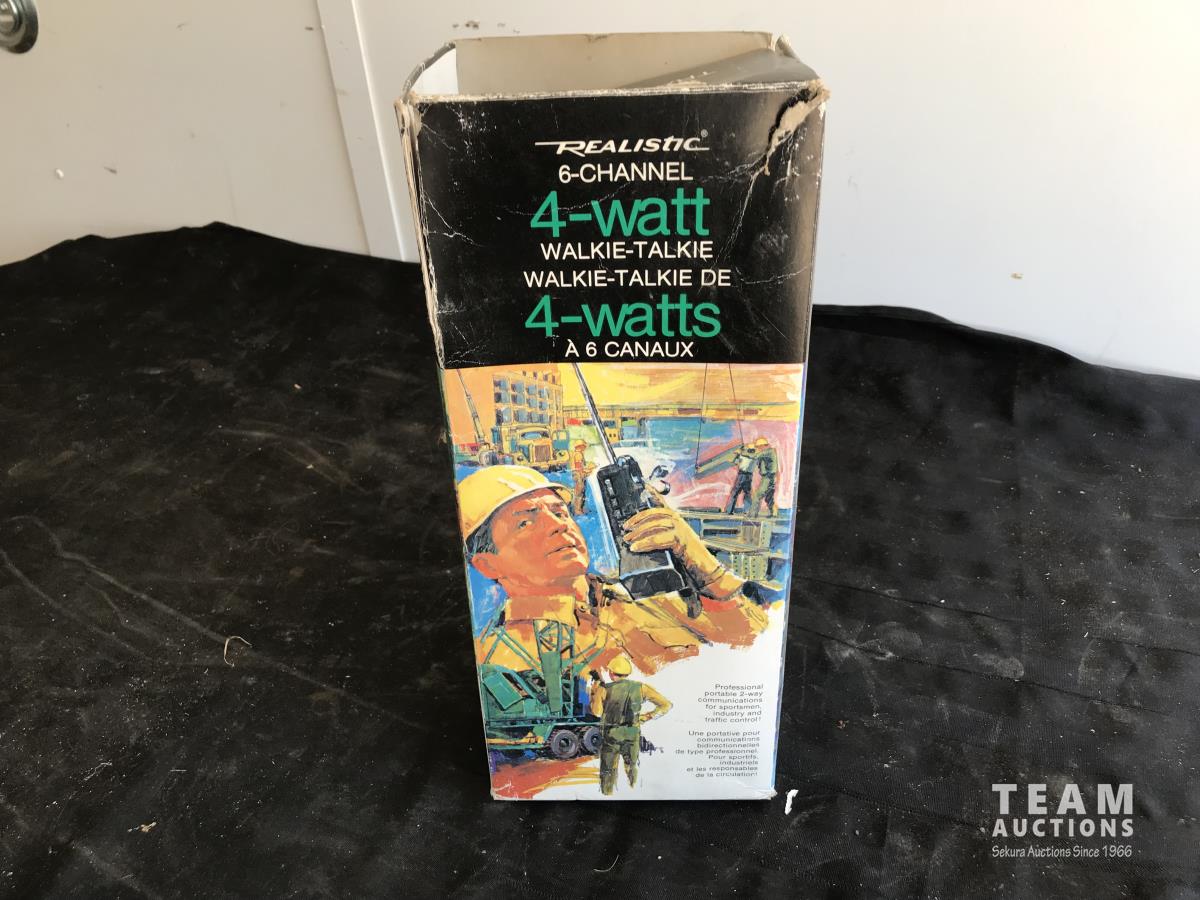 REALISTIC®
6-CHANNEL
4-watt
WALKIE-TALKIE
WALKIE-TALKIE DE
4-watts
À 6 CANAUX
Professional
portable 2-way
communications
for sportsmen,
industry and
traffic control!
Une portative pour
communications
bidirectionnelles
de type professionnel.
Pour sportifs,
industriels
et les responsables
de la circulation!
TEAM
AUCTIONS
Sekura Auctions Since 1966